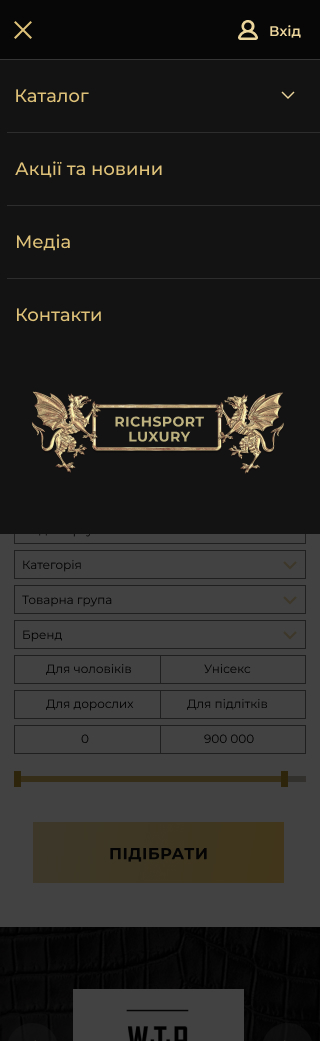 Вхід
Каталог
Акції та новини
Медіа
Контакти
RICHSPORT
LUXURY
Категорія
Товарна група
Бренд
Для чоловіків
Унісекс
Для дорослих
Для підлітків
0
900 000
ПІДІБРАТИ